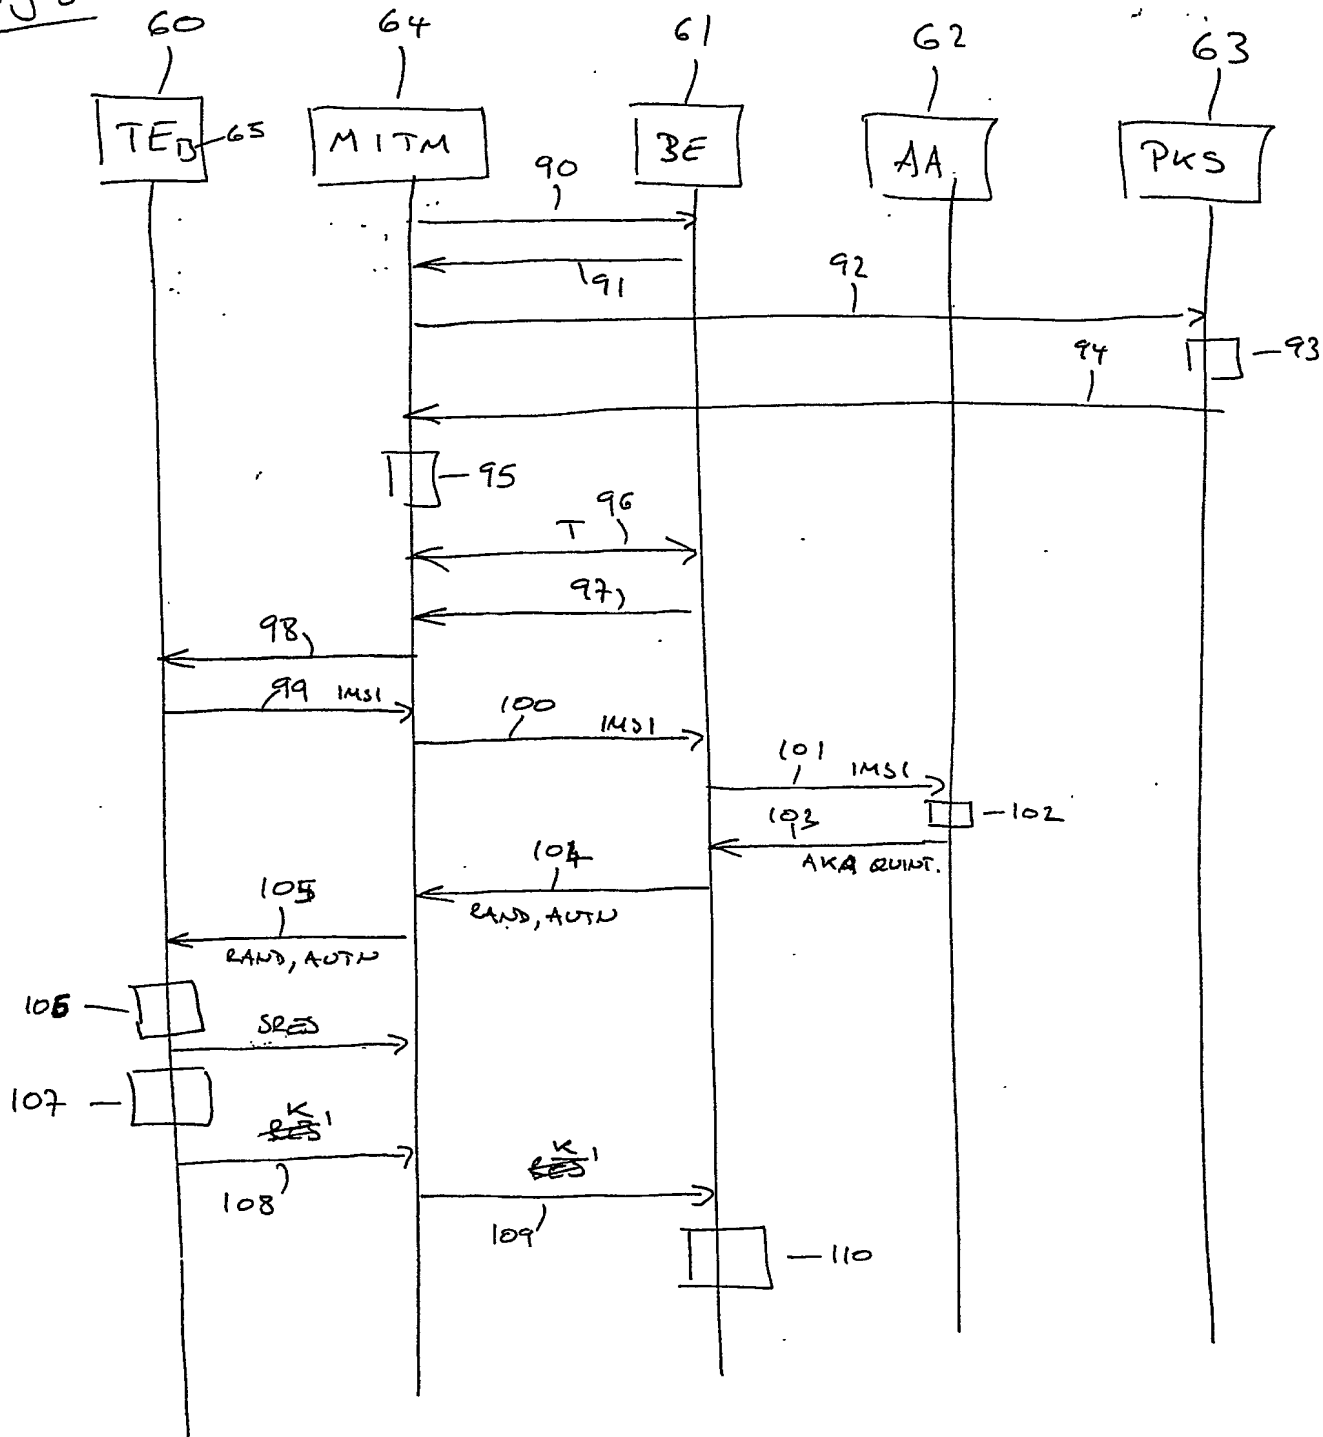 60 64 61 62 63
TE B 65 MITM BE AA PKS
90
91
92
93
94
95
T 96
97
98
99 IMSI
100 IMSI
101 IMSI
102
103
AKA QUINT.
104
RAND, AUTN
105
RAND, AUTN
106
SRES
107
K'
108
K'
109
110